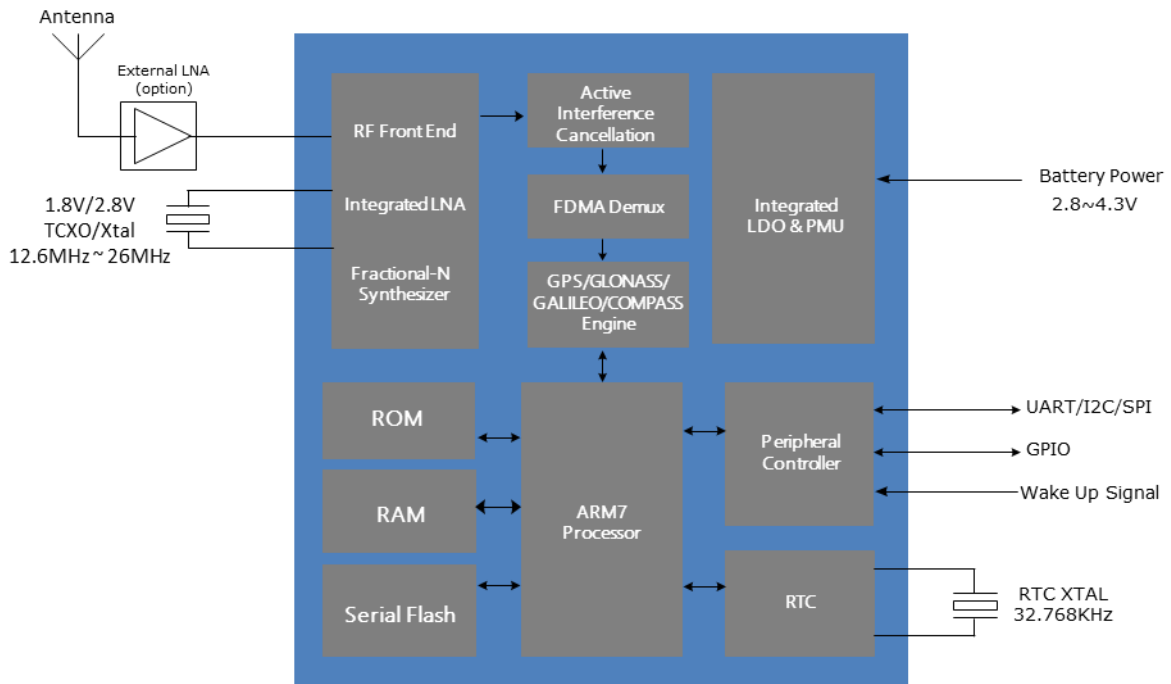 Antenna
External LNA
(option)
1.8V/2.8V
TCXO/Xtal
12.6MHz~26MHz
RF Front End
Integrated LNA
Fractional-N
Synthesizer
Active
Interference
Cancellation
FDMA Demux
GPS/GLONASS/
GALILEO/COMPASS
Engine
Integrated
LDO & PMU
Battery Power
2.8~4.3V
ROM
RAM
Serial Flash
ARM7
Processor
Peripheral
Controller
RTC
UART/I2C/SPI
GPIO
Wake Up Signal
RTC XTAL
32.768KHz